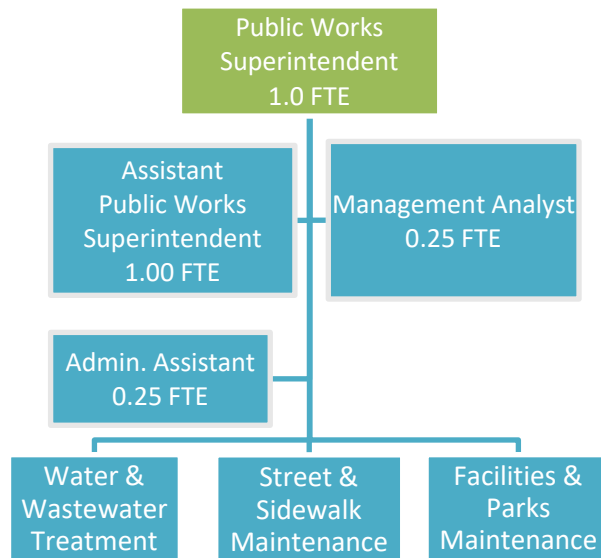 Public Works
Superintendent
1.0 FTE
Assistant
Public Works
Superintendent
1.00 FTE
Management Analyst
0.25 FTE
Admin. Assistant
0.25 FTE
Water &
Wastewater
Treatment
Street &
Sidewalk
Maintenance
Facilities &
Parks
Maintenance